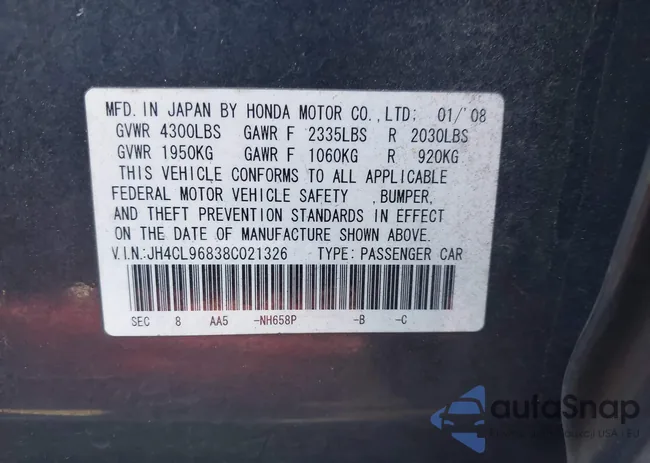 MFD. IN JAPAN BY HONDA MOTOR CO.,LTD; 01/'08
GVWR 4300LBS GAWR F 2335LBS R 2030LBS
GVWR 1950KG GAWR F 1060KG R 920KG
THIS VEHICLE CONFORMS TO ALL APPLICABLE
FEDERAL MOTOR VEHICLE SAFETY ,BUMPER,
AND THEFT PREVENTION STANDARDS IN EFFECT
ON THE DATE OF MANUFACTURE SHOWN ABOVE.
V.I.N:JH4CL96838C021326 TYPE: PASSENGER CAR
SEC 8 AA5 -NH658P -B -C
autoSnap
USA - EU